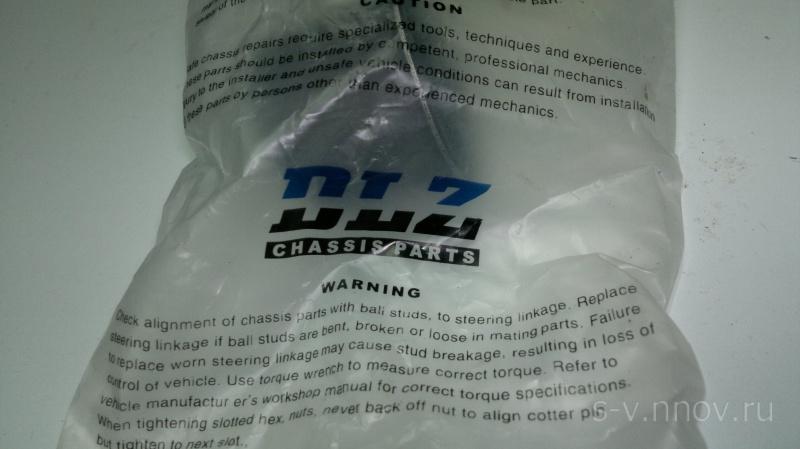 part.
CAUTION
chassis repairs require specialized tools, techniques and experience.
parts should be installed by competent, professional mechanics.
to the installer and unsafe vehicle conditions can result from installation
these parts by persons other than experienced mechanics.
CHASSIS PARTS
WARNING
Check alignment of chassis parts with ball studs, to steering linkage. Replace
steering linkage if ball studs are bent, broken or loose in mating parts. Failure
to replace worn steering linkage may cause stud breakage, resulting in loss of
control of vehicle. Use torque wrench to measure correct torque. Refer to
vehicle manufactur er's workshop manual for correct torque specifications.
When tightening slotted hex, nuts, never back off nut to align cotter pin
but tighten to next slot..
s-v.nnov.ru